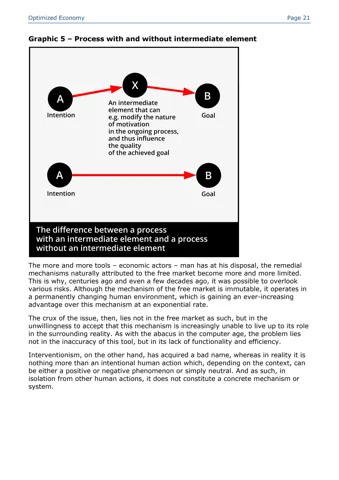 Optimized Economy Page 21
Graphic 5 – Process with and without intermediate element
X
A
B
An intermediate
element that can
e.g. modify the nature
of motivation
in the ongoing process,
and thus influence
the quality
of the achieved goal
Intention
Goal
A
B
Intention
Goal
The difference between a process
with an intermediate element and a process
without an intermediate element
The more and more tools – economic actors – man has at his disposal, the remedial
mechanisms naturally attributed to the free market become more and more limited.
This is why, centuries ago and even a few decades ago, it was possible to overlook
various risks. Although the mechanism of the free market is immutable, it operates in
a permanently changing human environment, which is gaining an ever-increasing
advantage over this mechanism at an exponential rate.
The crux of the issue, then, lies not in the free market as such, but in the
unwillingness to accept that this mechanism is increasingly unable to live up to its role
in the surrounding reality. As with the abacus in the computer age, the problem lies
not in the inaccuracy of this tool, but in its lack of functionality and efficiency.
Interventionism, on the other hand, has acquired a bad name, whereas in reality it is
nothing more than an intentional human action which, depending on the context, can
be either a positive or negative phenomenon or simply neutral. And as such, in
isolation from other human actions, it does not constitute a concrete mechanism or
system.